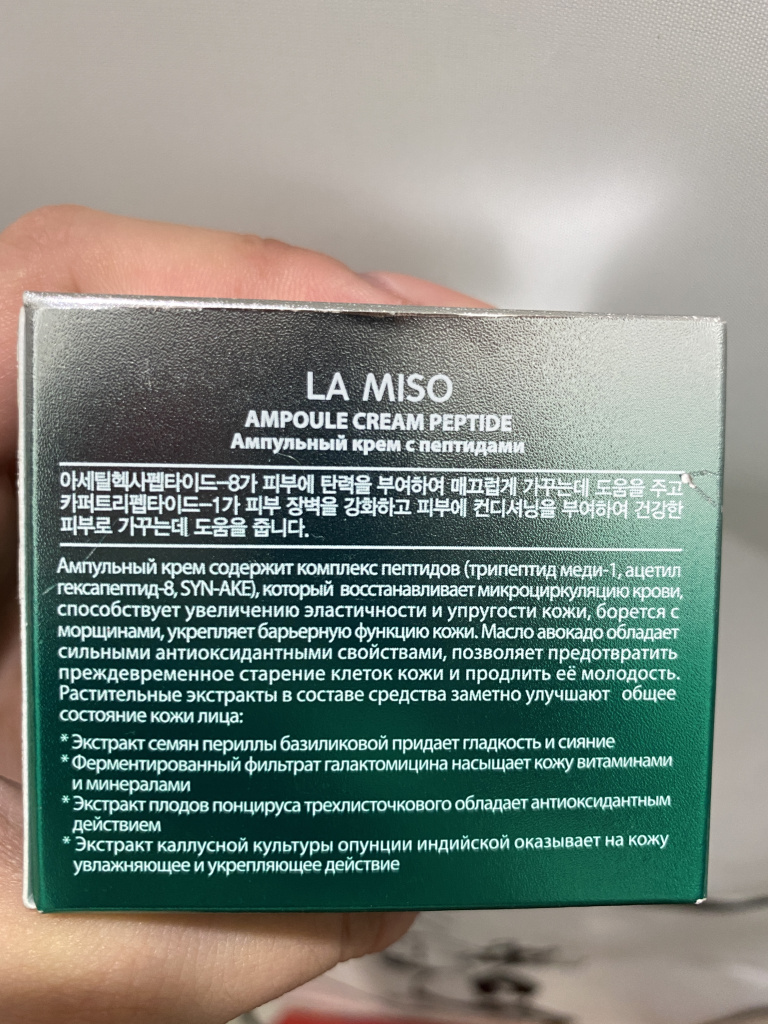 LA MISO
AMPOULE CREAM PEPTIDE
Ампульный крем с пептидами
아세틸헥사펩타이드-8가 피부에 탄력을 부여하여 매끄럽게 가꾸는데 도움을 주고
카퍼트리펩타이드-1가 피부 장벽을 강화하고 피부에 컨디셔닝을 부여하여 건강한
피부로 가꾸는데 도움을 줍니다.
Ампульный крем содержит комплекс пептидов (трипептид меди-1, ацетил
гексапептид-8, SYN-AKE), который восстанавливает микроциркуляцию крови,
способствует увеличению эластичности и упругости кожи, борется с
морщинами, укрепляет барьерную функцию кожи. Масло авокадо обладает
сильными антиоксидантными свойствами, позволяет предотвратить
преждевременное старение клеток кожи и продлить её молодость.
Растительные экстракты в составе средства заметно улучшают общее
состояние кожи лица:
* Экстракт семян периллы базиликовой придает гладкость и сияние
* Ферментированный фильтрат галактомицина насыщает кожу витаминами
и минералами
* Экстракт плодов понцируса трехлисточкового обладает антиоксидантным
действием
* Экстракт каллусной культуры опунции индийской оказывает на кожу
увлажняющее и укрепляющее действие